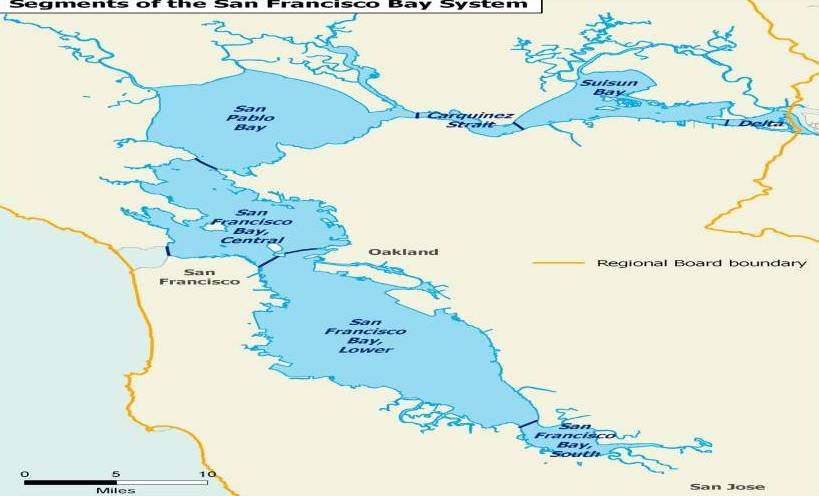 Segments of the San Francisco Bay System
Suisun
Bay
San
Pablo
Bay
Carquinez
Strait
Delta
San
Francisco
Bay,
Central
Oakland
San
Francisco
Regional Board boundary
San
Francisco
Bay,
Lower
San
Francisco
Bay,
South
0 5 10
Miles
San Jose